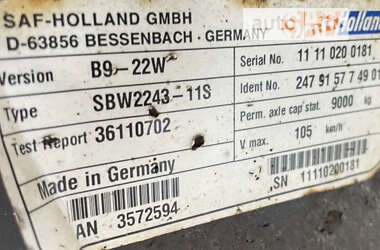 SAF-HOLLAND GMBH
D-63856 BESSENBACH - GERMANY
Holland
Version B9-22W
Serial No. 11 11 020 0181
Type SBW2243-11S
Ident No. 247 91 57 7 49 01
Test Report 36110702
Perm. axle cap stat. 9000 kg
V max. 105 km/h
Made in Germany
SN 11110200181
AN 3572594